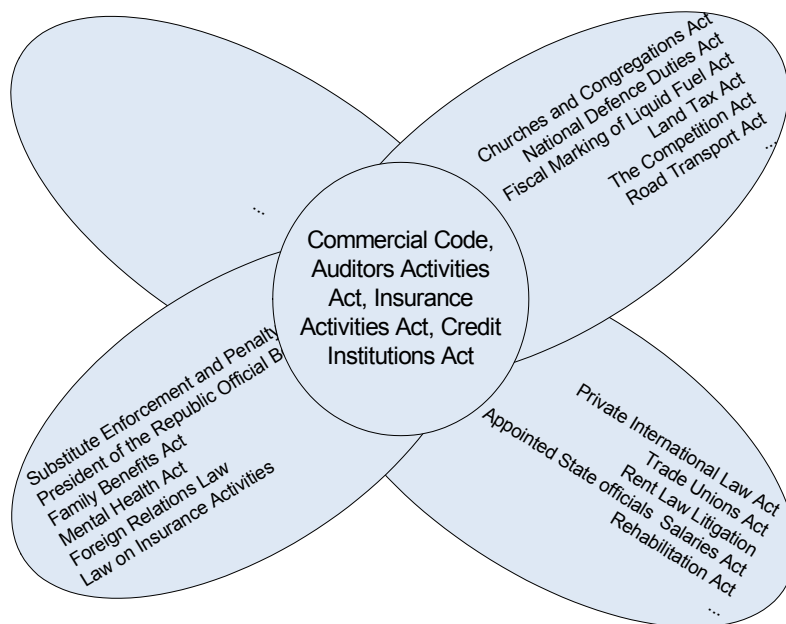 Churches and Congregations Act
National Defence Duties Act
Fiscal Marking of Liquid Fuel Act
Land Tax Act
The Competition Act
Road Transport Act
...
...
Commercial Code,
Auditors Activities
Act, Insurance
Activities Act, Credit
Institutions Act
Substitute Enforcement and Penalty
President of the Republic Official
Family Benefits Act
Mental Health Act
Foreign Relations Law
Law on Insurance Activities
Private International Law Act
Trade Unions Act
Rent Law Litigation
Appointed State officials Salaries Act
Rehabilitation Act
...